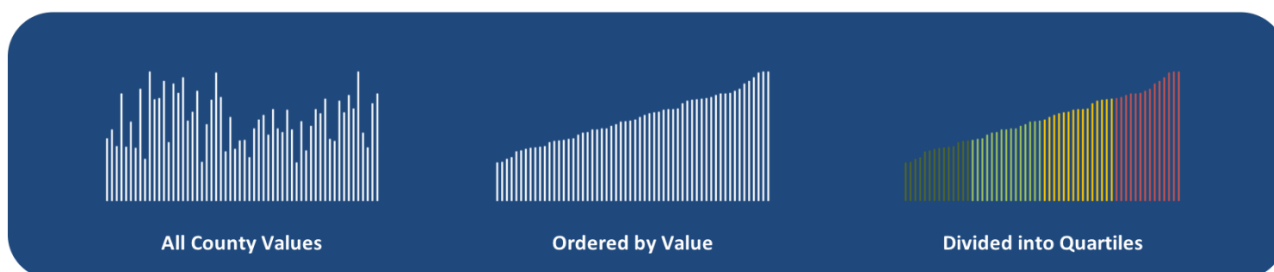 All County Values
Ordered by Value
Divided into Quartiles